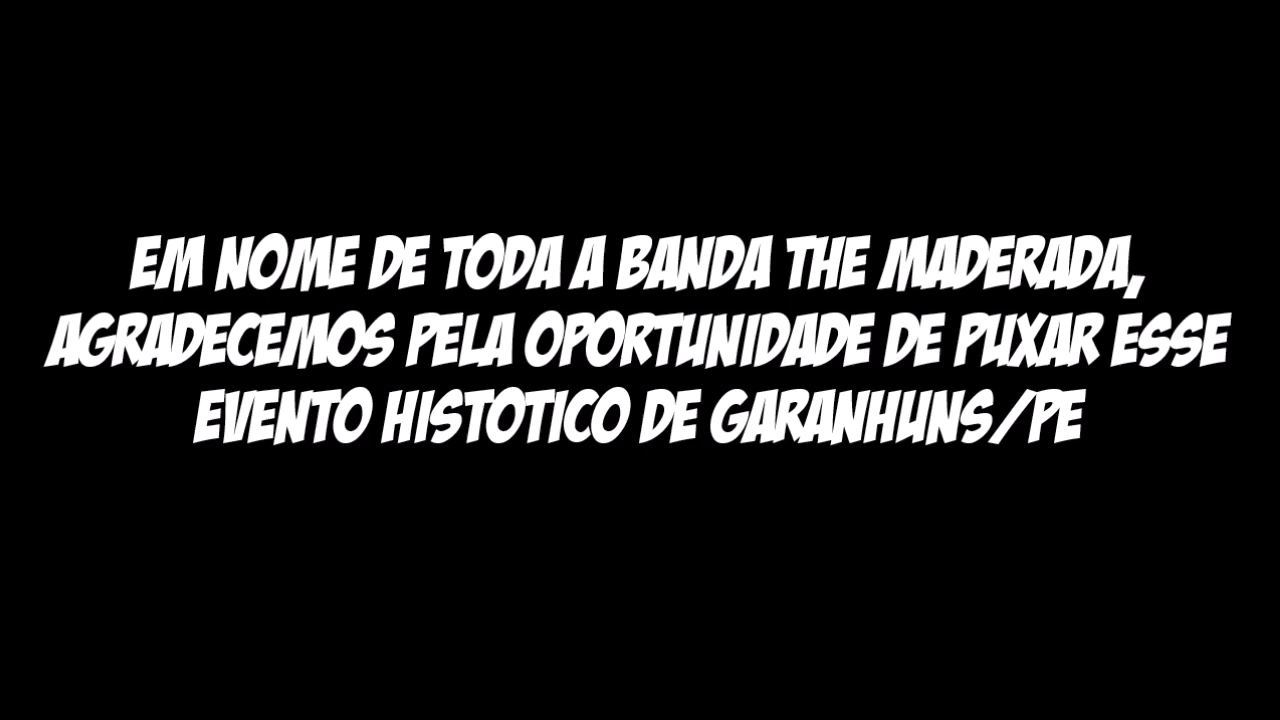 EM NOME DE TODA A BANDA THE MADERADA,
AGRADECEMOS PELA OPORTUNIDADE DE PUXAR ESSE
EVENTO HISTOTICO DE GARANHUNS/PE